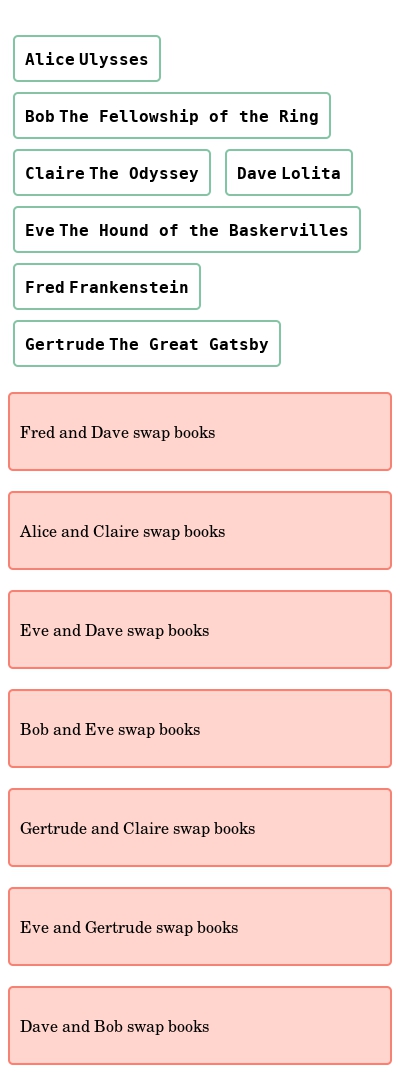 Alice Ulysses
Bob The Fellowship of the Ring
Claire The Odyssey
Dave Lolita
Eve The Hound of the Baskervilles
Fred Frankenstein
Gertrude The Great Gatsby
Fred and Dave swap books
Alice and Claire swap books
Eve and Dave swap books
Bob and Eve swap books
Gertrude and Claire swap books
Eve and Gertrude swap books
Dave and Bob swap books